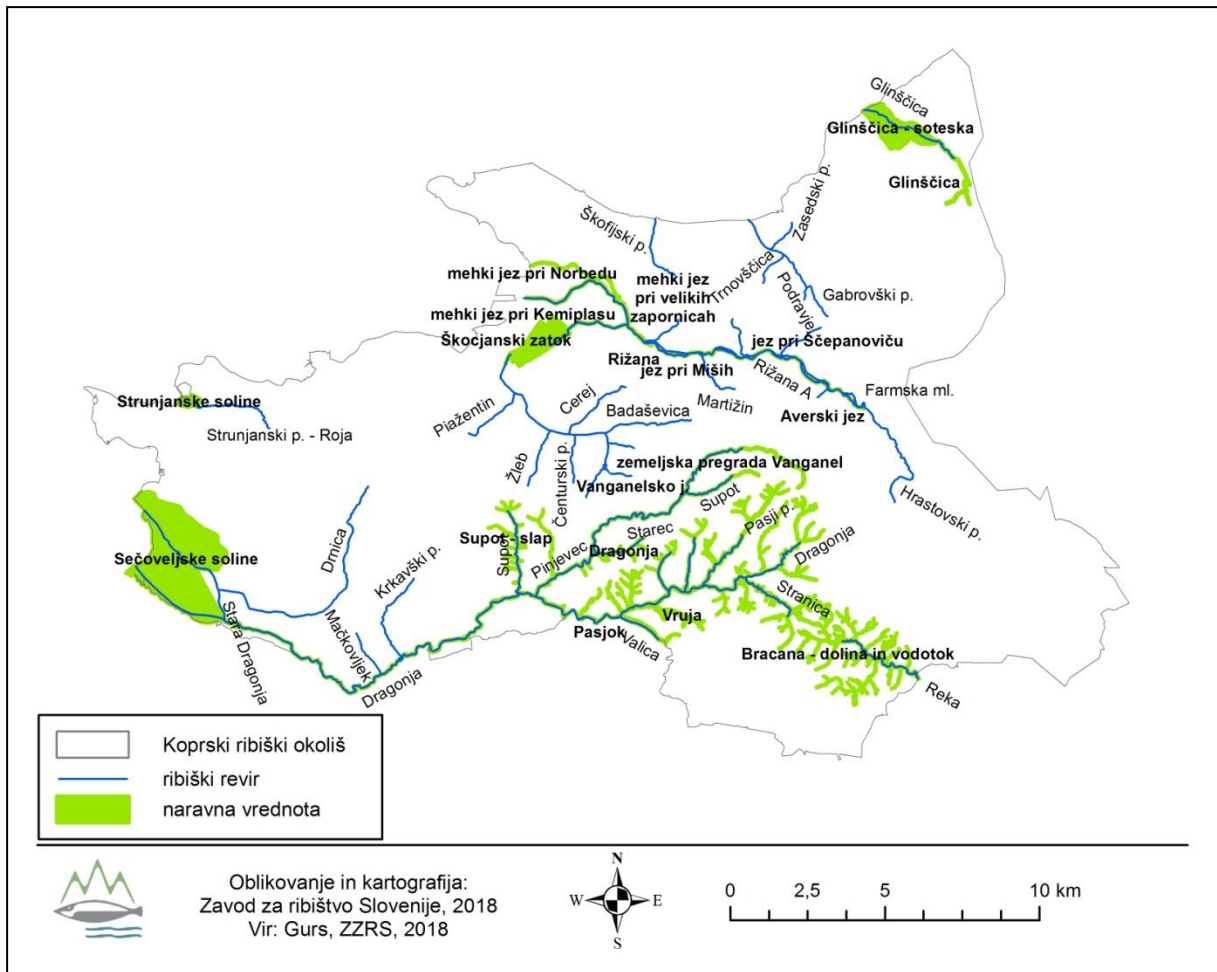 Glinščica
Glinščica - soteska
Glinščica
Zasedski p.
Škofijski p.
mehki jez pri Norbedu
mehki jez
pri velikih
zapornicah
Trnovščica
Podravje
Gabrovški p.
mehki jez pri Kemiplasu
Škocjanski zatok
jez pri Ščepanoviču
Rižana
jez pri Miših
Rižana A
Farmska ml.
Martižin
Averski jez
Strunjanske soline
Strunjanski p. - Roja
Piažentin
Cerej
Badaševica
Žleb
Čenturski p.
zemeljska pregrada Vanganel
Vanganelsko j.
Supot
Hrastovski p.
Drnica
Supot - slap
Supot
Pinjevec
Starec
Dragonja
Pasji p.
Dragonja
Sečoveljske soline
Krkavški p.
Stranica
Stara Dragonja
Mačkovljek
Dragonja
Pasjok
Valica
Vruja
Bracana - dolina in vodotok
Reka
Koprski ribiški okoliš
ribiški revir
naravna vrednota
Oblikovanje in kartografija:
Zavod za ribištvo Slovenije, 2018
Vir: Gurs, ZZRS, 2018
N
W
E
S
0 2,5 5 10 km